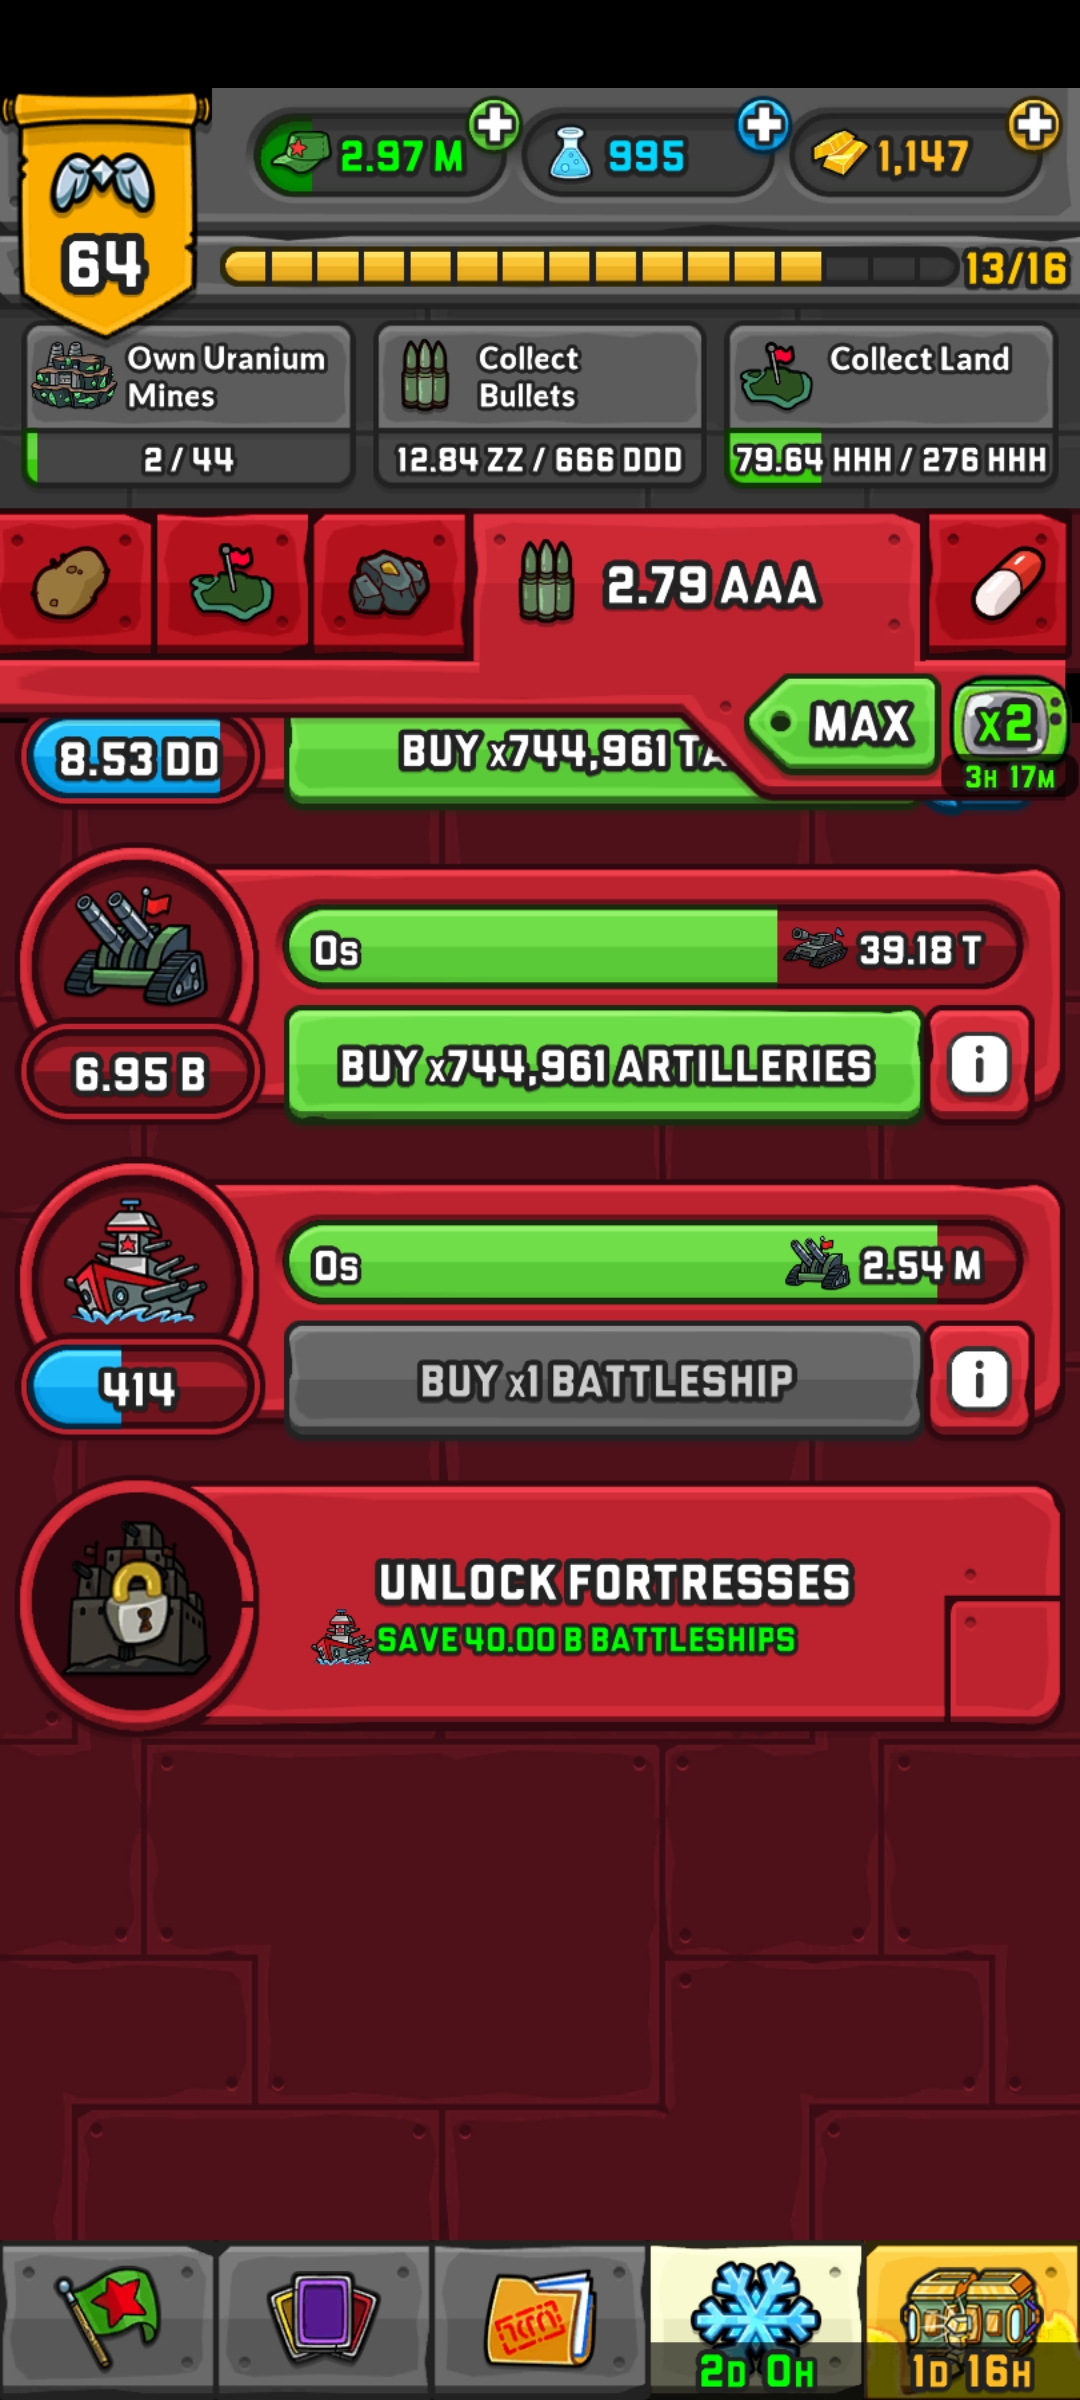 2.97 M
995
1,147
64
13/16
Own Uranium
Mines
2 / 44
Collect
Bullets
12.84 ZZ / 666 DDD
Collect Land
79.64 HHH / 276 HHH
2.79 AAA
MAX
x2
3H 17M
8.53 DD
BUY x744,961 TA
0s
39.18 T
6.95 B
BUY x744,961 ARTILLERIES
i
0s
2.54 M
414
BUY x1 BATTLESHIP
i
UNLOCK FORTRESSES
SAVE 40.00 B BATTLESHIPS
2D 0H
1D 16H